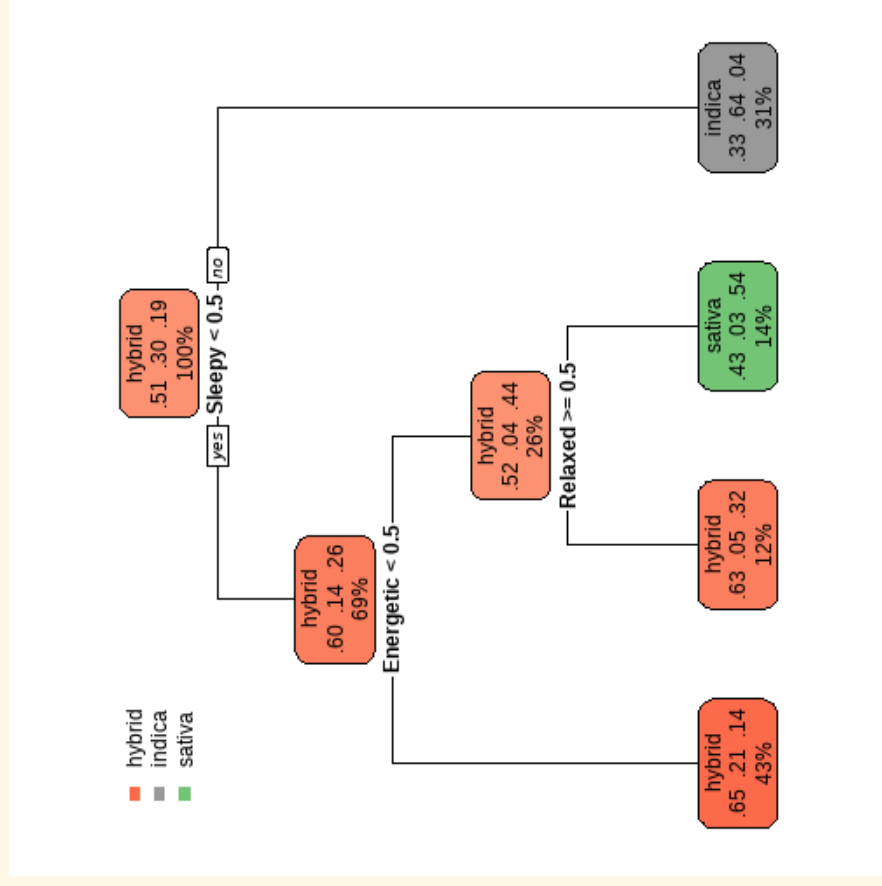 hybrid
indica
sativa
hybrid
.51 .30 .19
100%
yes
Sleepy < 0.5
no
hybrid
.60 .14 .26
69%
Energetic < 0.5
hybrid
.52 .04 .44
26%
Relaxed >= 0.5
hybrid
.65 .21 .14
43%
hybrid
.63 .05 .32
12%
sativa
.43 .03 .54
14%
indica
.33 .64 .04
31%